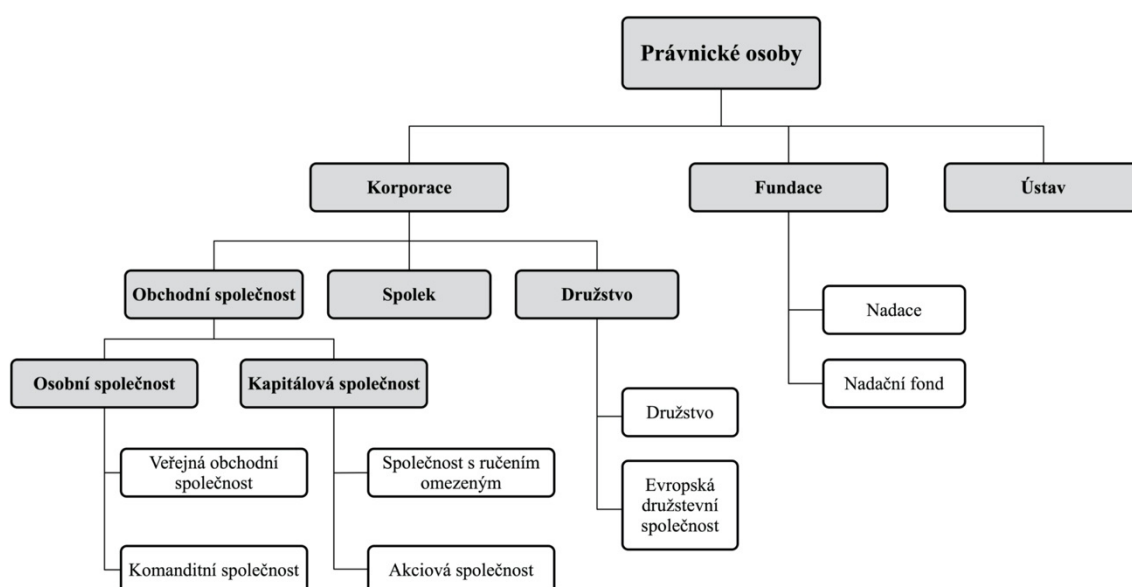 Právnické osoby
Korporace
Fundace
Ústav
Obchodní společnost
Spolek
Družstvo
Nadace
Osobní společnost
Kapitálová společnost
Nadační fond
Družstvo
Veřejná obchodní
společnost
Společnost s ručením
omezeným
Evropská
družstevní
společnost
Komanditní společnost
Akciová společnost